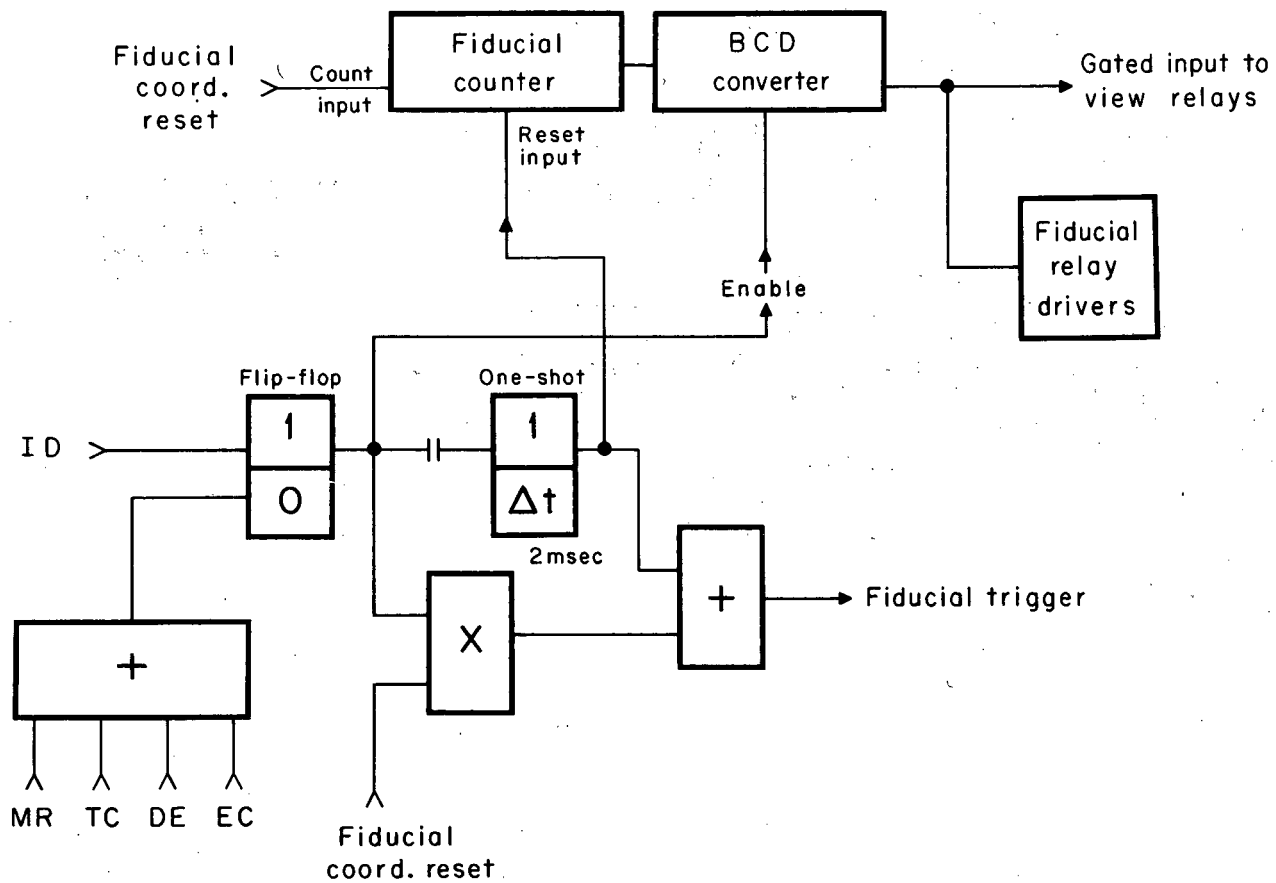 Fiducial
coord.
reset
Count
input
Fiducial
counter
BCD
converter
Gated input to
view relays
Reset
input
Fiducial
relay
drivers
Enable
Flip-flop
One-shot
ID
1
0
1
Δt
2msec
+
X
+
Fiducial trigger
MR TC DE EC
Fiducial
coord. reset